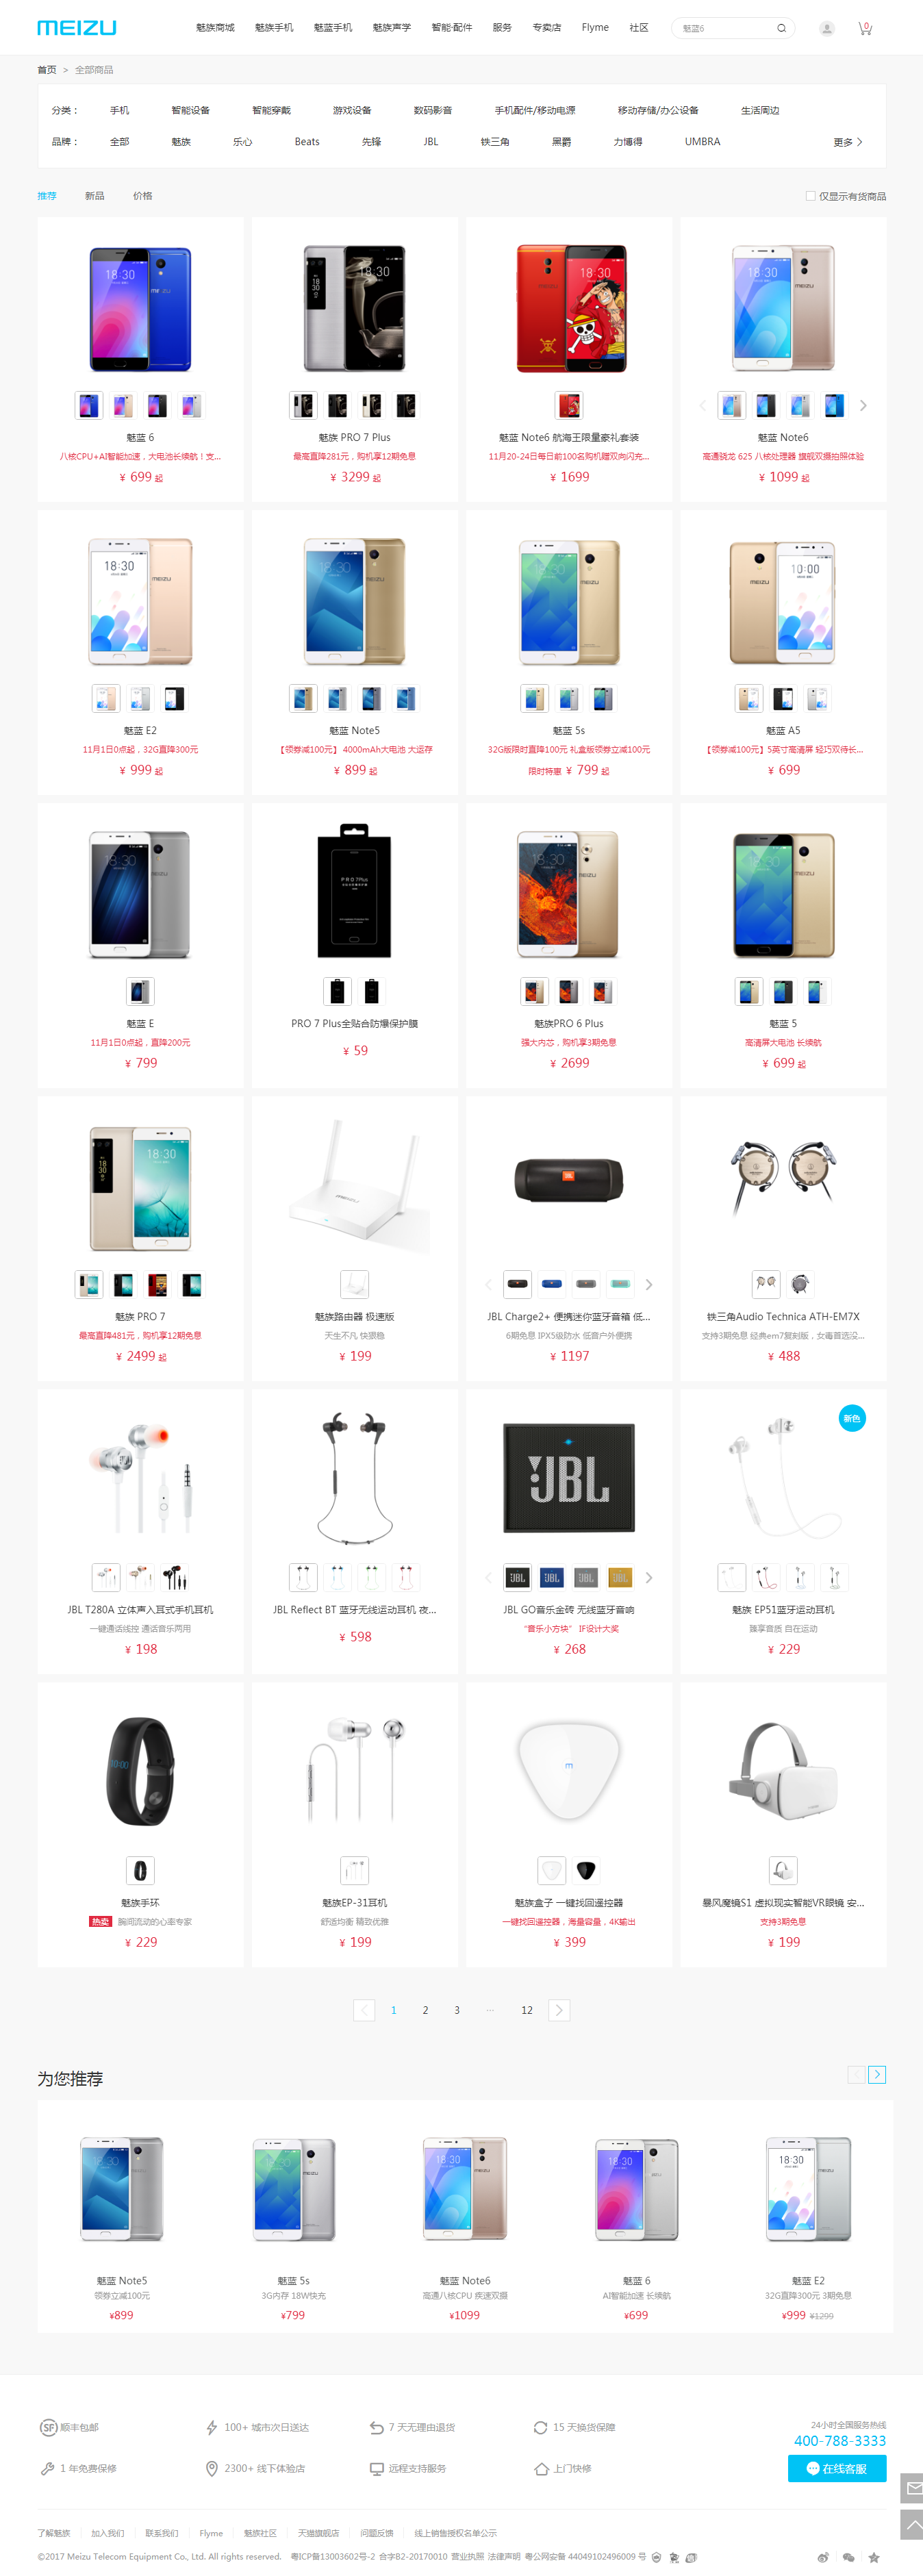 MEIZU 魅族商城 魅族手机 魅蓝手机 魅族声学 智能·配件 服务 专卖店 Flyme 社区 魅蓝6 0
首页 > 全部商品
分类： 手机 智能设备 智能穿戴 游戏设备 数码影音 手机配件/移动电源 移动存储/办公设备 生活周边
品牌： 全部 魅族 乐心 Beats 先锋 JBL 铁三角 黑爵 力博得 UMBRA 更多 >
推荐 新品 价格 仅显示有货商品
魅蓝 6 魅族 PRO 7 Plus 魅蓝 Note6 航海王限量豪礼套装 魅蓝 Note6
八核CPU+AI智能加速，大电池长续航！支... 最高直降281元，购机享12期免息 11月20-24日每日前100名购机赠双向闪充... 高通骁龙 625 八核处理器 旗舰双摄拍照体验
¥ 699 起 ¥ 3299 起 ¥ 1699 ¥ 1099 起
魅蓝 E2 魅蓝 Note5 魅蓝 5s 魅蓝 A5
11月1日0点起，32G直降300元 【领券减100元】 4000mAh大电池 大运存 32G版限时直降100元 礼盒版领券立减100元 【领券减100元】5英寸高清屏 轻巧双待长...
¥ 999 起 ¥ 899 起 限时特惠 ¥ 799 起 ¥ 699
PRO 7 Plus
魅蓝 E PRO 7 Plus全贴合防爆保护膜 魅族PRO 6 Plus 魅蓝 5
11月1日0点起，直降200元 强大内芯，购机享3期免息 高清屏大电池 长续航
¥ 799 ¥ 59 ¥ 2699 ¥ 699 起
魅族 PRO 7 魅族路由器 极速版 JBL Charge2+ 便携迷你蓝牙音箱 低... 铁三角Audio Technica ATH-EM7X
最高直降481元，购机享12期免息 天生不凡 快狠稳 6期免息 IPX5级防水 低音户外便携 支持3期免息 经典em7复刻版，女毒首选没...
¥ 2499 起 ¥ 199 ¥ 1197 ¥ 488
新色
JBL
JBL T280A 立体声入耳式手机耳机 JBL Reflect BT 蓝牙无线运动耳机 夜... JBL GO音乐金砖 无线蓝牙音响 魅族 EP51蓝牙运动耳机
一键通话线控 通话音乐两用 “音乐小方块” IF设计大奖 臻享音质 自在运动
¥ 198 ¥ 598 ¥ 268 ¥ 229
魅族手环 魅族EP-31耳机 魅族盒子 一键找回遥控器 暴风魔镜S1 虚拟现实智能VR眼镜 安...
热卖 腕间流动的心率专家 舒适均衡 精致优雅 一键找回遥控器，海量容量，4K输出 支持3期免息
¥ 229 ¥ 199 ¥ 399 ¥ 199
1 2 3 ··· 12
为您推荐
魅蓝 Note5 魅蓝 5s 魅蓝 Note6 魅蓝 6 魅蓝 E2
领券立减100元 3G内存 18W快充 高通八核CPU 疾速双摄 AI智能加速 长续航 32G直降300元 3期免息
¥899 ¥799 ¥1099 ¥699 ¥999 ¥1299
SF 顺丰包邮 100+ 城市次日送达 7 天无理由退货 15 天换货保障
1 年免费保修 2300+ 线下体验店 远程支持服务 上门快修
24小时全国服务热线
400-788-3333
在线客服
了解魅族 加入我们 联系我们 Flyme 魅族社区 天猫旗舰店 问题反馈 线上销售授权名单公示
©2017 Meizu Telecom Equipment Co., Ltd. All rights reserved. 粤ICP备13003602号-2 合字B2-20170010 营业执照 法律声明 粤公网安备 44049102496009 号